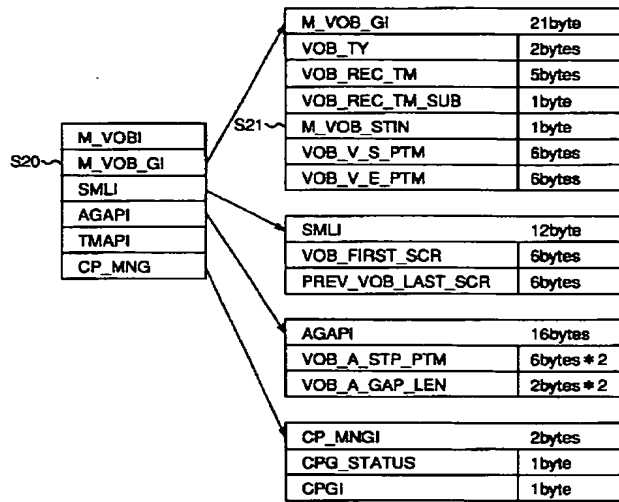 M_VOBI
S20 M_VOB_GI
SMLI
AGAPI
TMAPI
CP_MNG
M_VOB_GI 21byte
VOB_TY 2bytes
VOB_REC_TM 5bytes
VOB_REC_TM_SUB 1byte
S21 M_VOB_STIN 1byte
VOB_V_S_PTM 6bytes
VOB_V_E_PTM 6bytes
SMLI 12byte
VOB_FIRST_SCR 6bytes
PREV_VOB_LAST_SCR 6bytes
AGAPI 16bytes
VOB_A_STP_PTM 6bytes*2
VOB_A_GAP_LEN 2bytes*2
CP_MNGI 2bytes
CPG_STATUS 1byte
CPGI 1byte